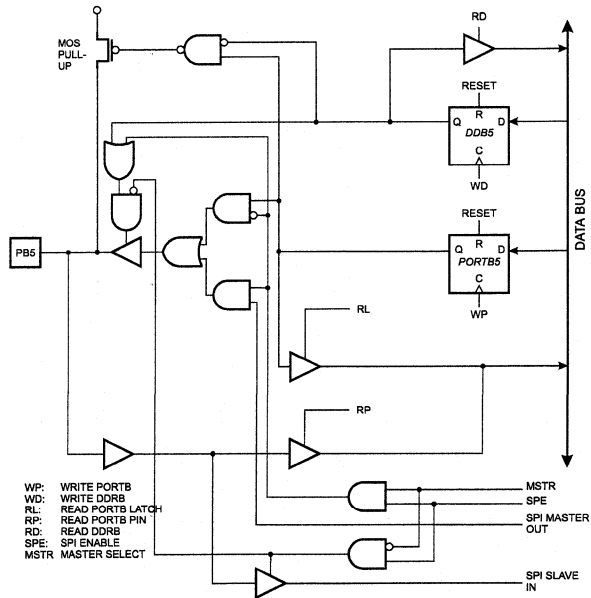 RD
MOS
PULL-
UP
RESET
R
Q D
DDB5
C
WD
RESET
R
Q D
PORTB5
C
WP
DATA BUS
PB5
RL
RP
WP: WRITE PORTB
WD: WRITE DDRB
RL: READ PORTB LATCH
RP: READ PORTB PIN
RD: READ DDRB
SPE: SPI ENABLE
MSTR MASTER SELECT
MSTR
SPE
SPI MASTER
OUT
SPI SLAVE
IN